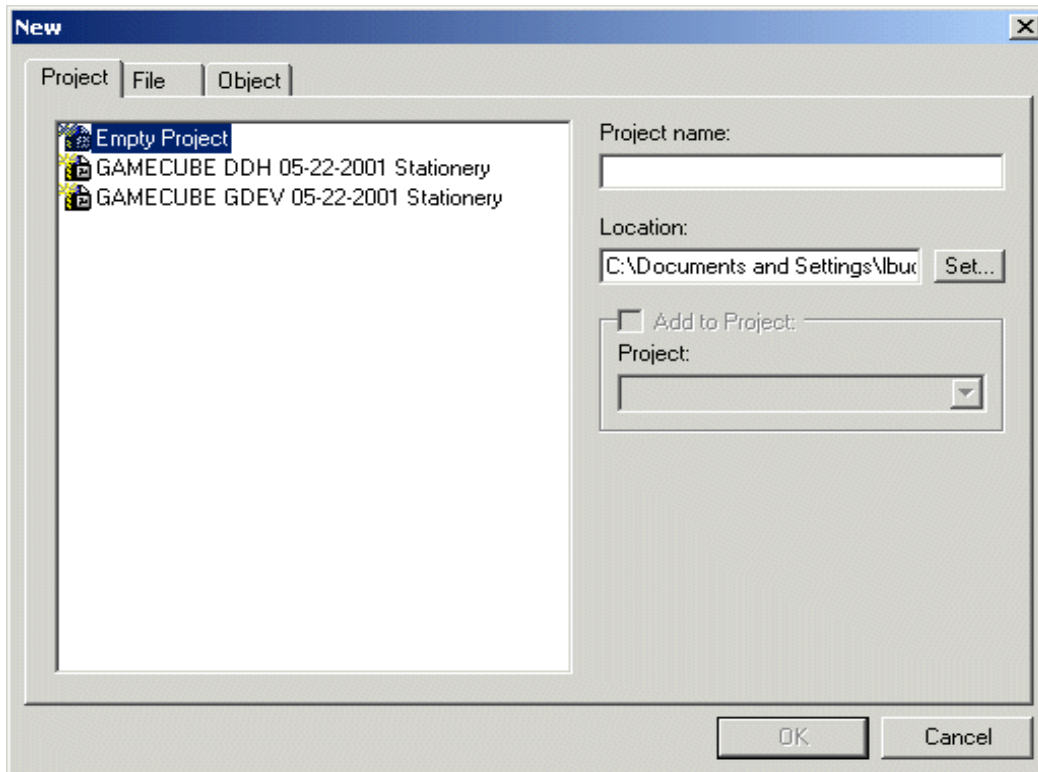 New
Project File Object
Empty Project
GAMECUBE DDH 05-22-2001 Stationery
GAMECUBE GDEV 05-22-2001 Stationery
Project name:
Location:
C:\Documents and Settings\lbu
Set...
Add to Project:
Project:
OK Cancel